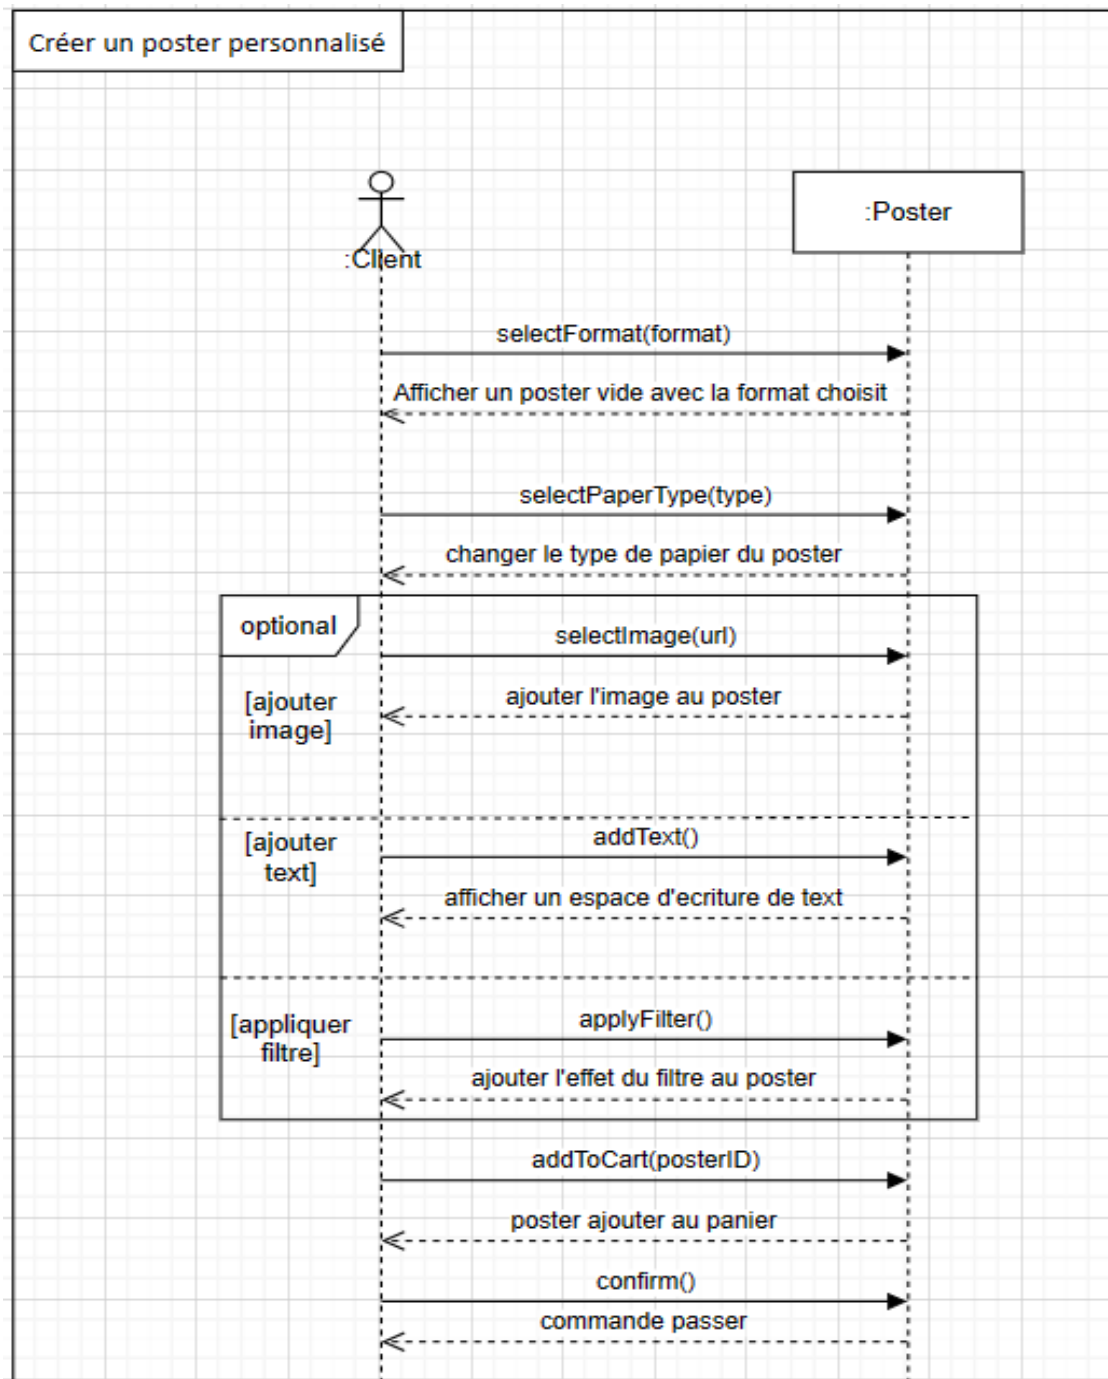 Créer un poster personnalisé
:Client
:Poster
selectFormat(format)
Afficher un poster vide avec la format choisit
selectPaperType(type)
changer le type de papier du poster
optional
selectImage(url)
[ajouter
image]
ajouter l'image au poster
[ajouter
text]
addText()
afficher un espace d'ecriture de text
[appliquer
filtre]
applyFilter()
ajouter l'effet du filtre au poster
addToCart(posterID)
poster ajouter au panier
confirm()
commande passer